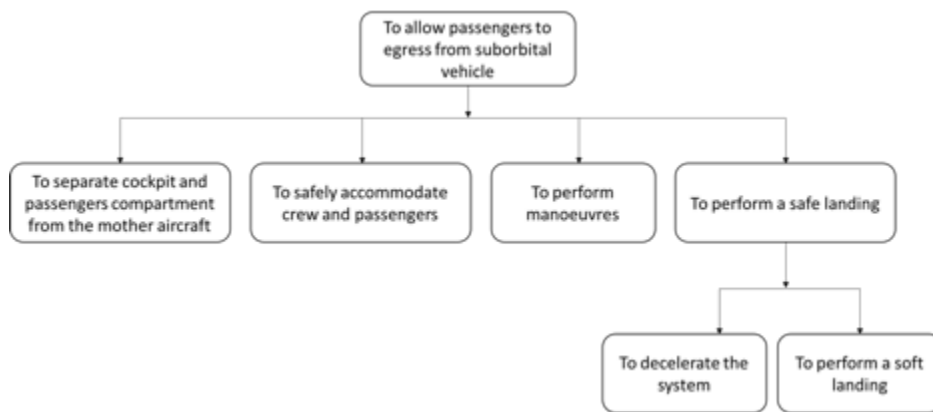 To allow passengers to
egress from suborbital
vehicle
To separate cockpit and
passengers compartment
from the mother aircraft
To safely accommodate
crew and passengers
To perform
manoeuvres
To perform a safe landing
To decelerate the
system
To perform a soft
landing